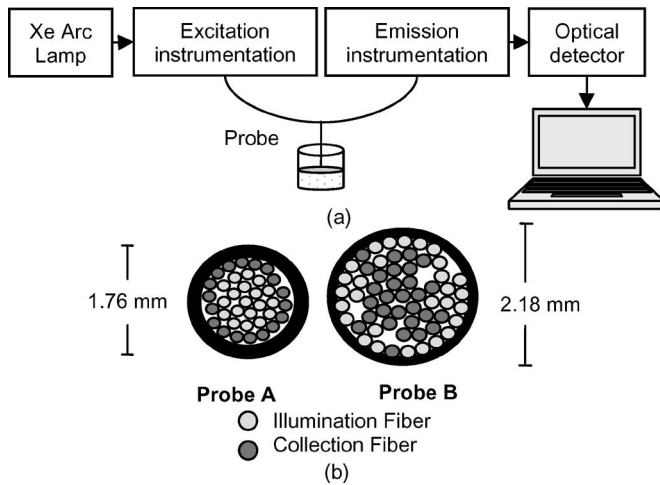 Xe Arc
Lamp
Excitation
instrumentation
Emission
instrumentation
Optical
detector
Probe
(a)
1.76 mm
2.18 mm
Probe A
Probe B
Illumination Fiber
Collection Fiber
(b)